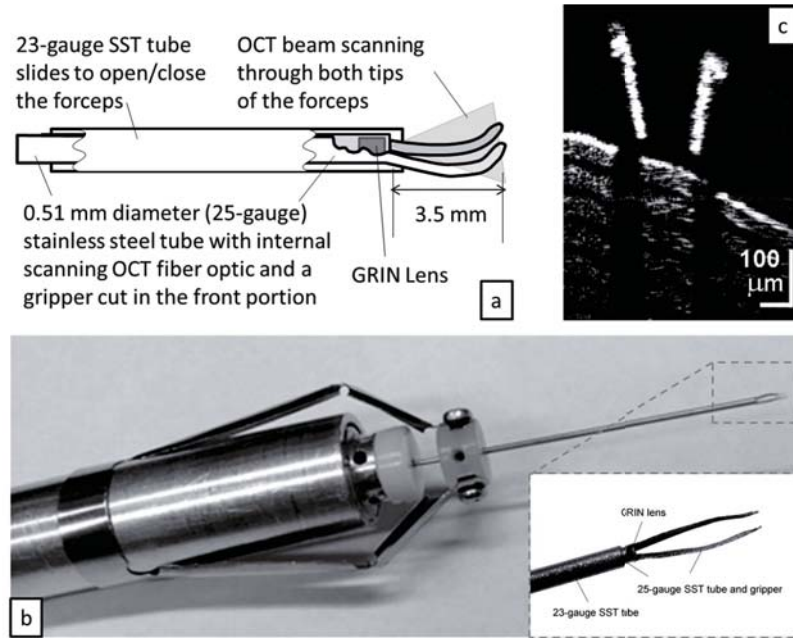 23-gauge SST tube
slides to open/close
the forceps
OCT beam scanning
through both tips
of the forceps
0.51 mm diameter (25-gauge)
stainless steel tube with internal
scanning OCT fiber optic and a
gripper cut in the front portion
3.5 mm
GRIN Lens
a
c
100
μm
GRIN lens
25-gauge SST tube and gripper
23-gauge SST tube
b